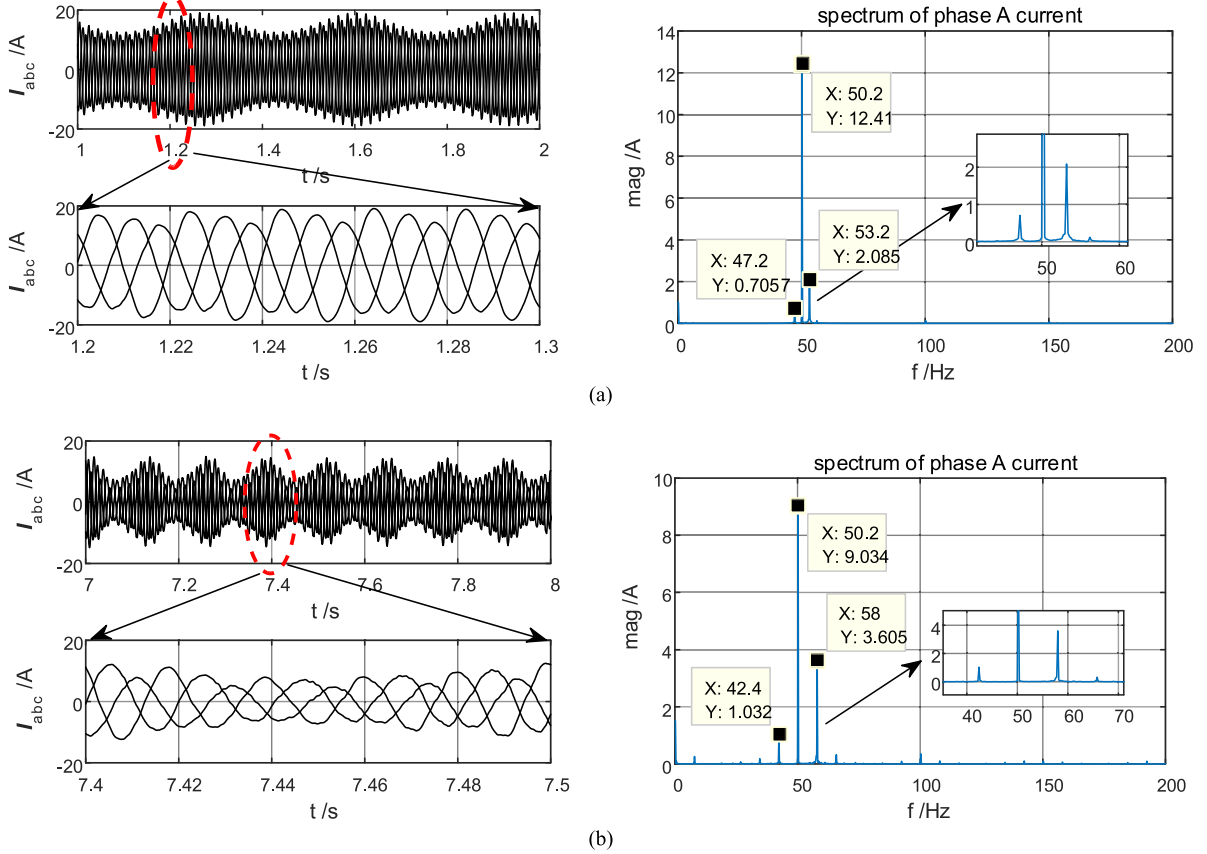 20
0
-20
I abc /A
1
1.2
1.4
1.6
1.8
2
t /s
20
0
-20
I abc /A
1.2
1.22
1.24
1.26
1.28
1.3
t /s
spectrum of phase A current
14
12
10
8
6
4
2
0
mag /A
X: 50.2
Y: 12.41
X: 53.2
Y: 2.085
X: 47.2
Y: 0.7057
2
1
0
50
60
0
50
100
150
200
f /Hz
(a)
20
0
-20
I abc /A
7
7.2
7.4
7.6
7.8
8
t /s
20
0
-20
I abc /A
7.4
7.42
7.44
7.46
7.48
7.5
t /s
spectrum of phase A current
10
8
6
4
2
0
mag /A
X: 50.2
Y: 9.034
X: 58
Y: 3.605
X: 42.4
Y: 1.032
4
2
0
40
50
60
70
0
50
100
150
200
f /Hz
(b)